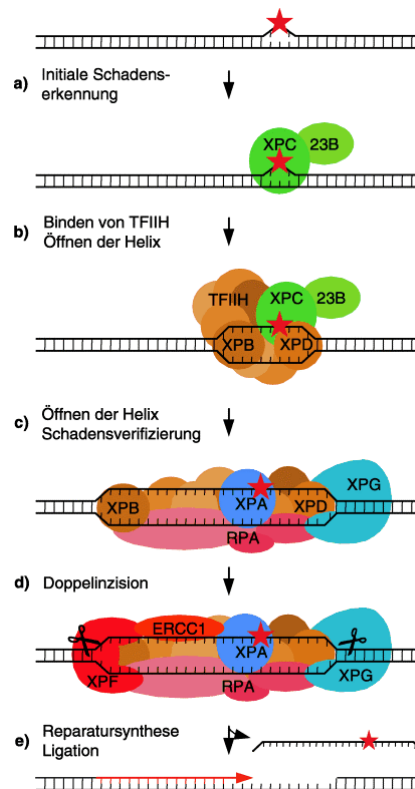 a) Initiale Schadens-
erkennung
XPC 23B
b) Binden von TFIIH
Öffnen der Helix
TFIIH XPC 23B
XPB XPD
c) Öffnen der Helix
Schadensverifizierung
XPG
XPB XPA XPD
RPA
d) Doppelinzision
ERCC1
XPA
XPF RPA XPG
e) Reparatursynthese
Ligation